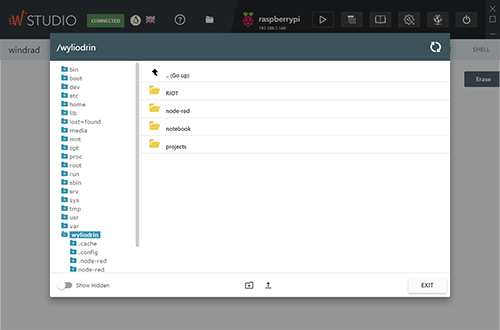 W STUDIO
CONNECTED
raspberrypi
192.168.1.148
windrad
SHELL
Erase
/wyliodrin
bin
boot
dev
etc
home
lib
lost+found
media
mnt
opt
proc
root
run
sbin
srv
sys
tmp
usr
var
wyliodrin
.cache
.config
.node-red
node-red
.. (Go up)
RIOT
node-red
notebook
projects
Show Hidden
EXIT